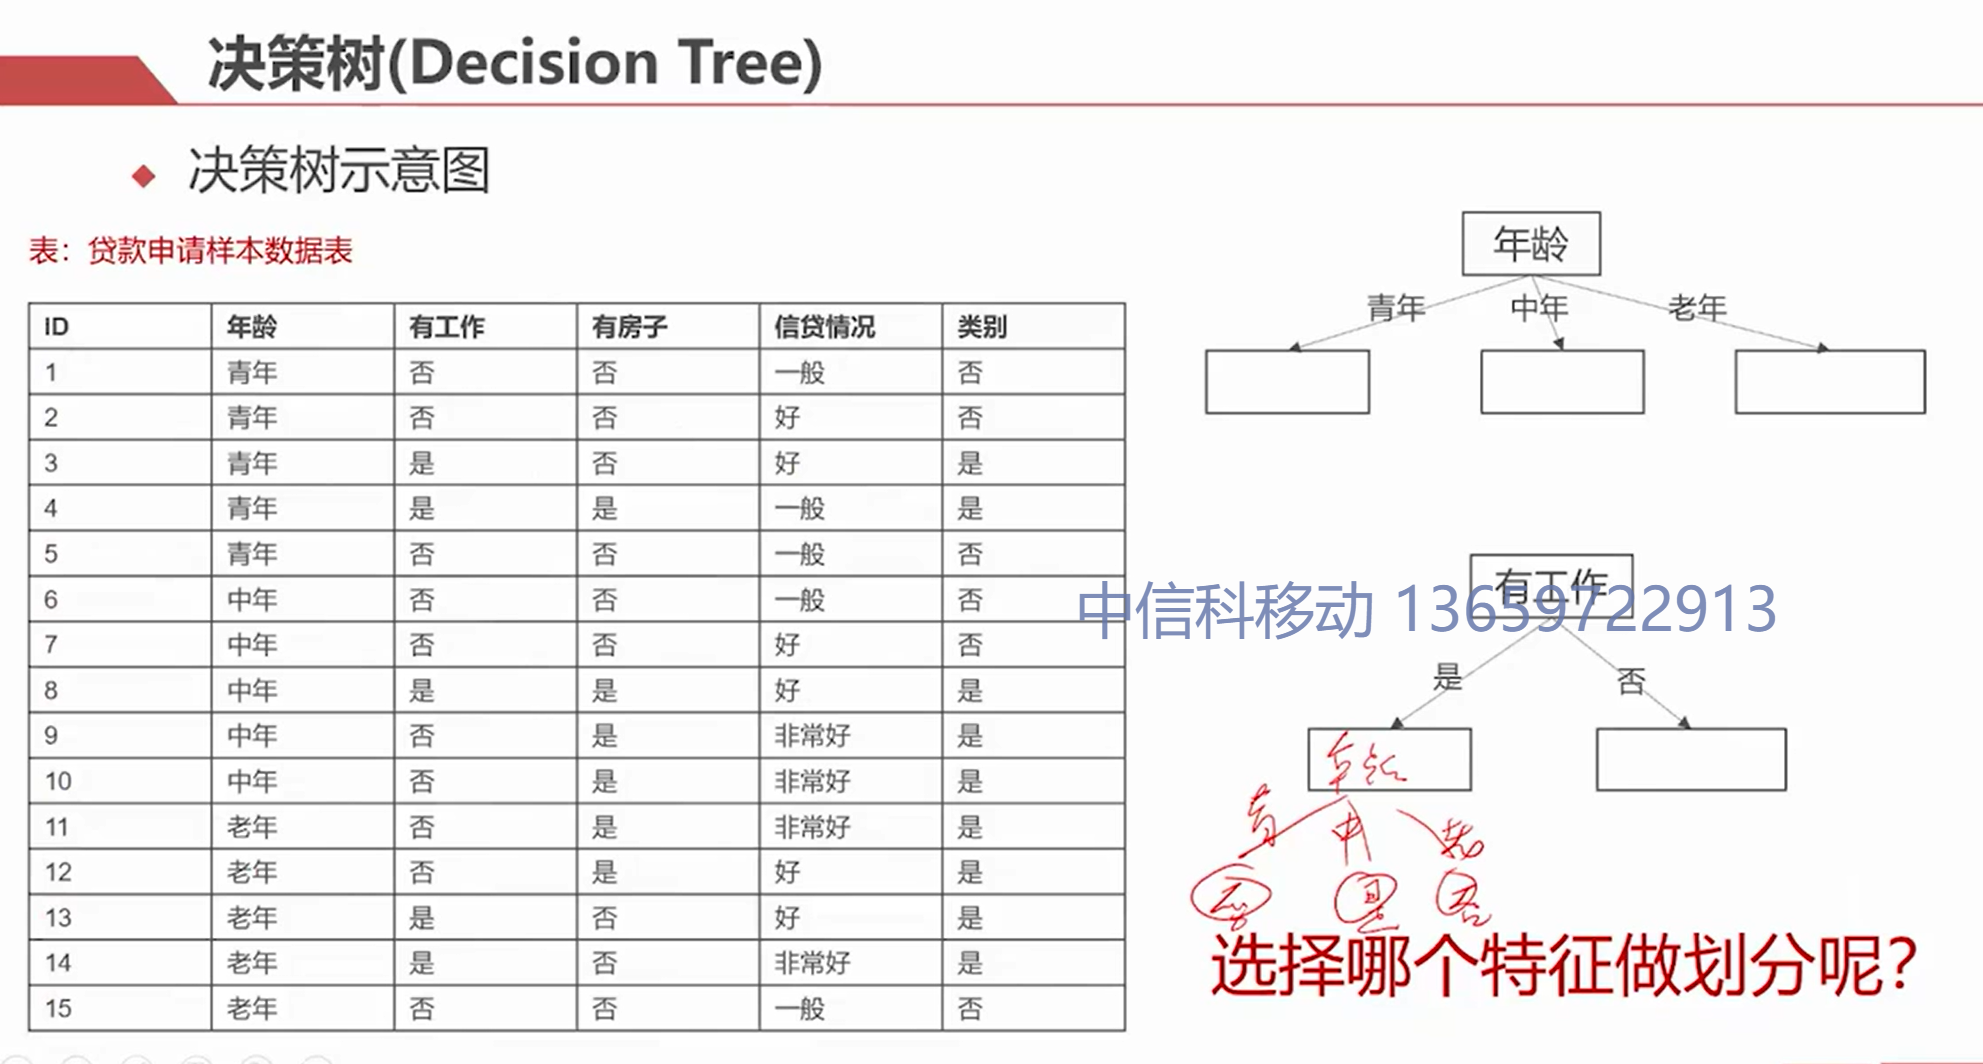 决策树(Decision Tree)
决策树示意图
表：贷款申请样本数据表
ID 年龄 有工作 有房子 信贷情况 类别
1 青年 否 否 一般 否
2 青年 否 否 好 否
3 青年 是 否 好 是
4 青年 是 是 一般 是
5 青年 否 否 一般 否
6 中年 否 否 一般 否
7 中年 否 否 好 否
8 中年 是 是 好 是
9 中年 否 是 非常好 是
10 中年 否 是 非常好 是
11 老年 否 是 非常好 是
12 老年 否 是 好 是
13 老年 是 否 好 是
14 老年 是 否 非常好 是
15 老年 否 否 一般 否
年龄
青年 中年 老年
有工作
中信科移动 13659722913
是 否
年龄
青 中 老
否 是 否
选择哪个特征做划分呢?